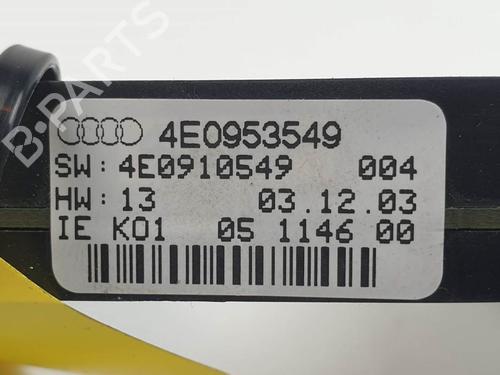 4E0953549
SW: 4E0910549 004
HW: 13 03.12.03
IE K01 05 1146 00
B-PARTS